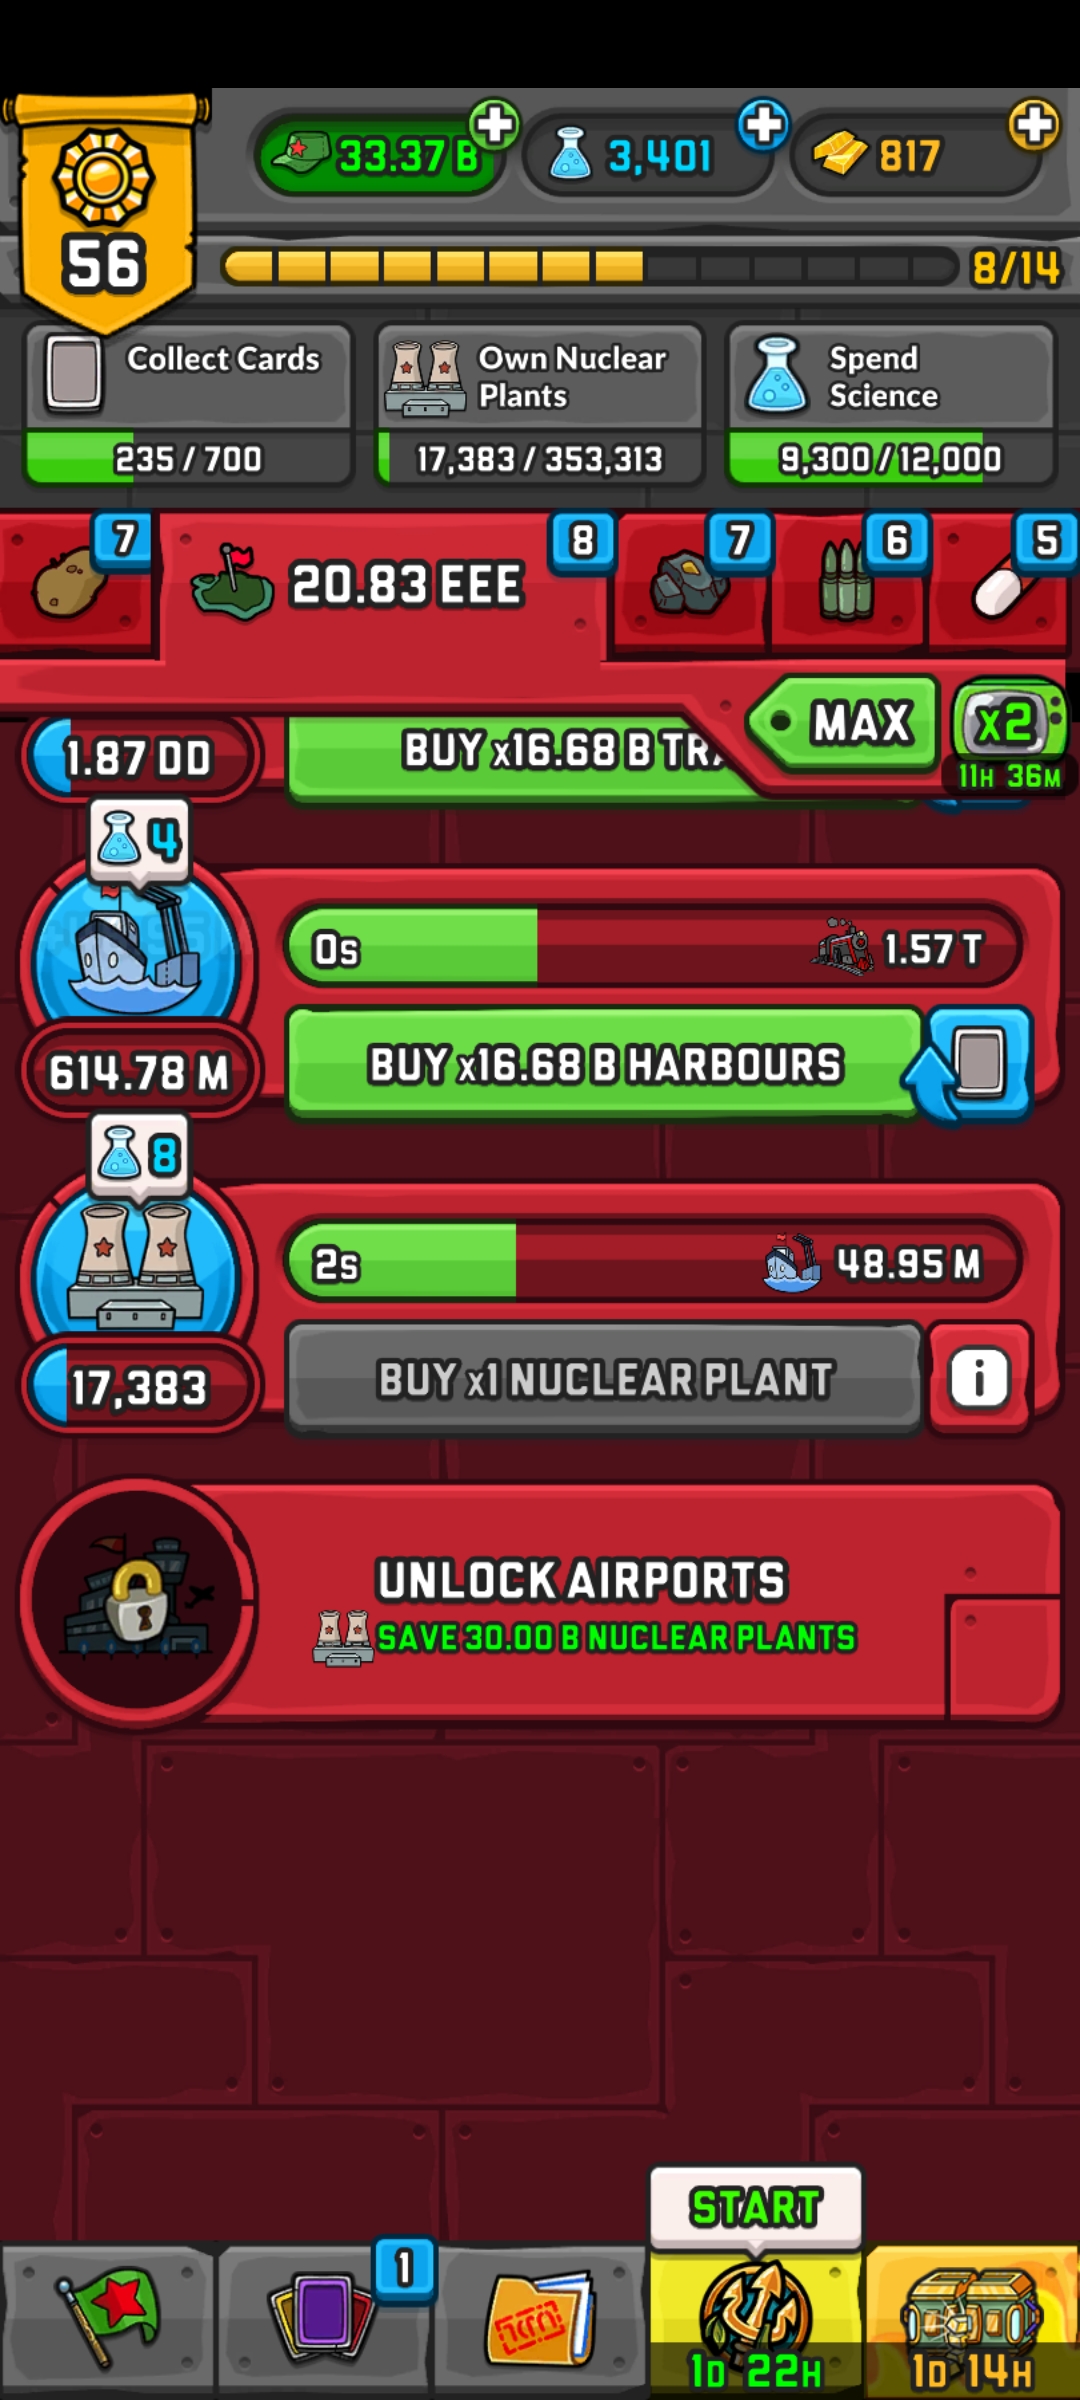 33.37 B
3,401
817
56
8/14
Collect Cards
235 / 700
Own Nuclear
Plants
17,383 / 353,313
Spend
Science
9,300 / 12,000
7
20.83 EEE
8
7
6
5
MAX
x2
11H 36M
1.87 DD
BUY x16.68 B
4
0s
1.57 T
614.78 M
BUY x16.68 B HARBOURS
8
2s
48.95 M
17,383
BUY x1 NUCLEAR PLANT
i
UNLOCK AIRPORTS
SAVE 30.00 B NUCLEAR PLANTS
START
1
1D 22H
1D 14H